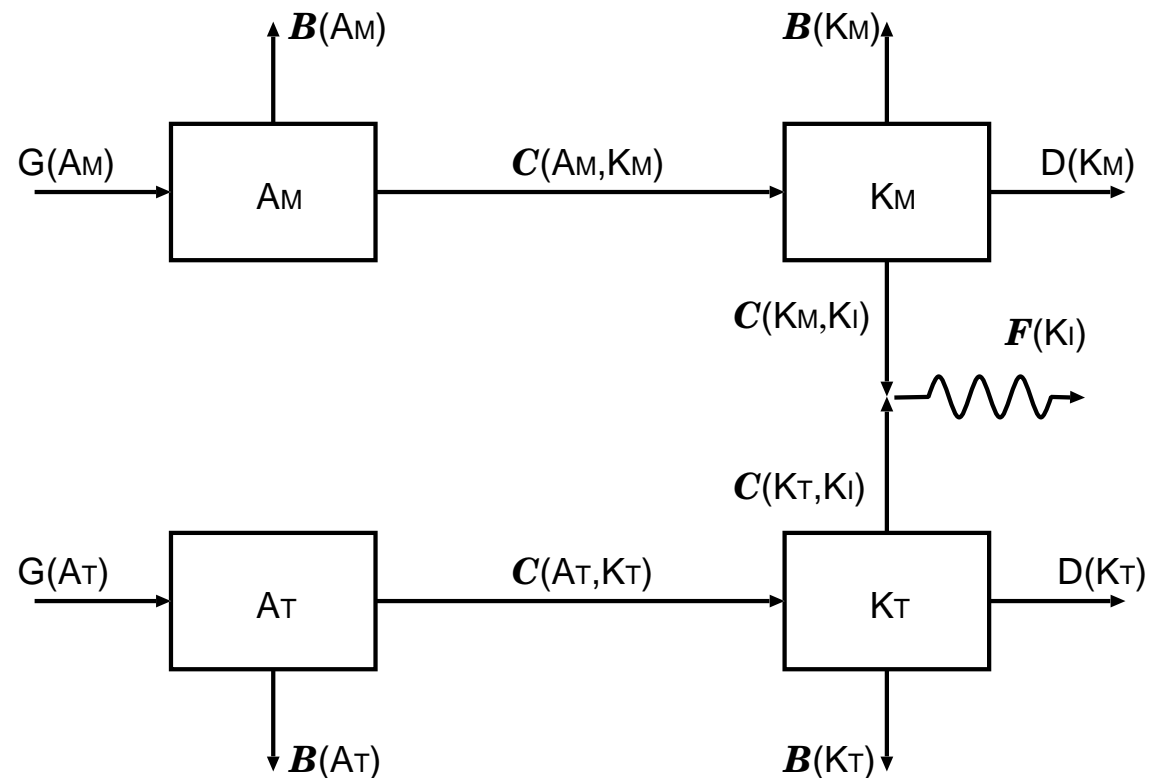 B(AM)
B(KM)
G(AM)
C(AM,KM)
D(KM)
AM
KM
C(KM,KI)
F(KI)
C(KT,KI)
G(AT)
C(AT,KT)
D(KT)
AT
KT
B(AT)
B(KT)